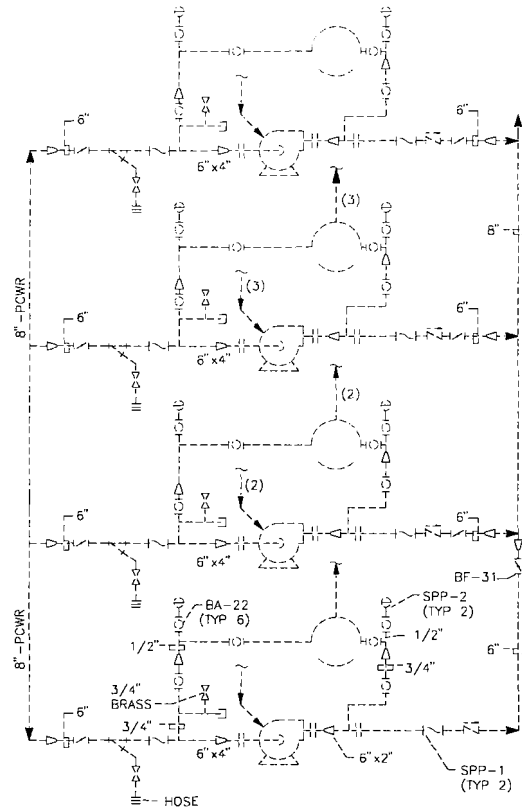 6"
6"
6"x4"
(3)
8"
8"-PCWR
6"
(3)
6"
6"x4"
(2)
6"
(2)
6"
6"x4"
BF-31
BA-22
(TYP 6)
SPP-2
(TYP 2)
1/2"
1/2"
8"-PCWR
3/4"
6"
3/4"
BRASS
6"
3/4"
6"x4"
6"x2"
SPP-1
(TYP 2)
HOSE